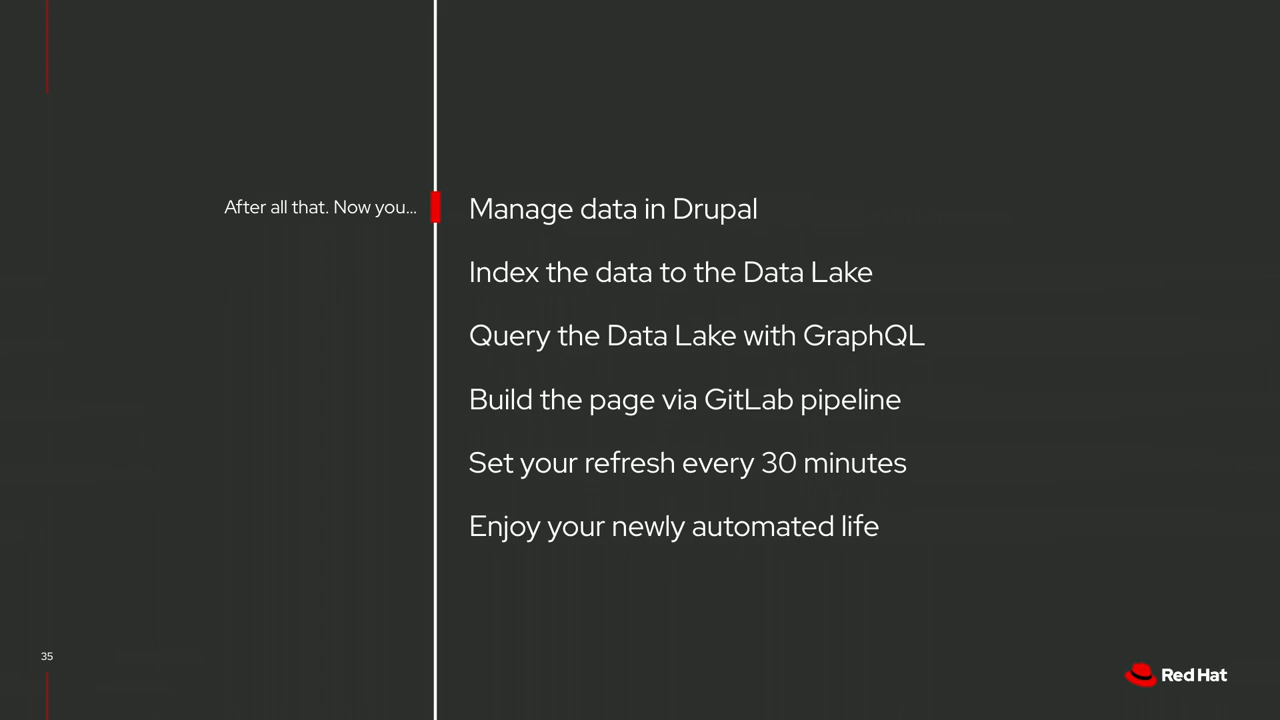 After all that. Now you...
Manage data in Drupal
Index the data to the Data Lake
Query the Data Lake with GraphQL
Build the page via GitLab pipeline
Set your refresh every 30 minutes
Enjoy your newly automated life
35
Red Hat